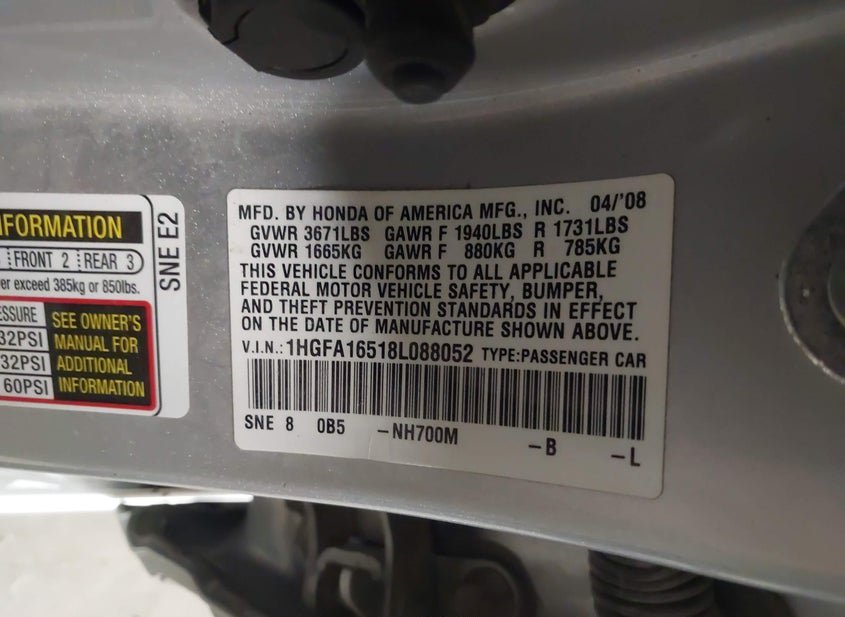 NFORMATION
FRONT 2 REAR 3
er exceed 385kg or 850lbs.
SSURE
32PSI
32PSI
60PSI
SEE OWNER'S
MANUAL FOR
ADDITIONAL
INFORMATION
SNE E2
MFD. BY HONDA OF AMERICA MFG., INC. 04/'08
GVWR 3671LBS GAWR F 1940LBS R 1731LBS
GVWR 1665KG GAWR F 880KG R 785KG
THIS VEHICLE CONFORMS TO ALL APPLICABLE
FEDERAL MOTOR VEHICLE SAFETY, BUMPER,
AND THEFT PREVENTION STANDARDS IN EFFECT
ON THE DATE OF MANUFACTURE SHOWN ABOVE.
V.I.N.: 1HGFA16518L088052 TYPE:PASSENGER CAR
SNE 8 0B5 -NH700M -B -L